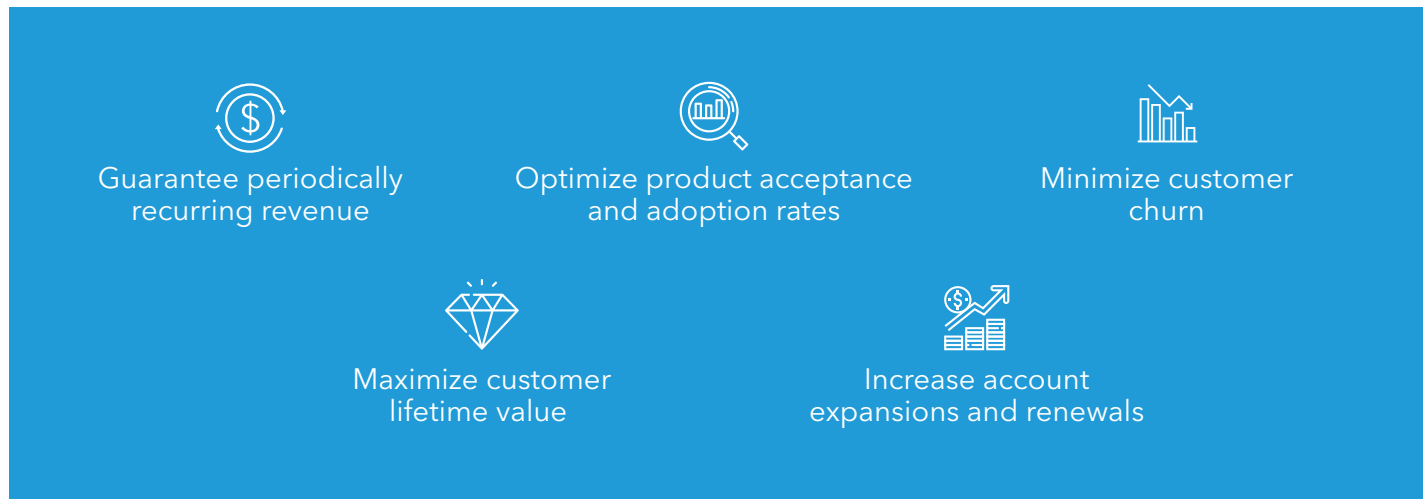 Guarantee periodically
recurring revenue
Optimize product acceptance
and adoption rates
Minimize customer
churn
Maximize customer
lifetime value
Increase account
expansions and renewals